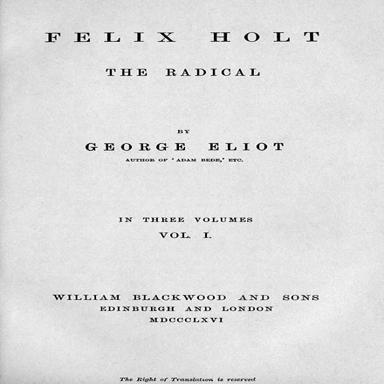 FELIX HOLT
THE RADICAL
BY
GEORGE ELIOT
AUTHOR OF 'ADAM BEDE,' ETC.
IN THREE VOLUMES
VOL. I.
WILLIAM BLACKWOOD AND SONS
EDINBURGH AND LONDON
MDCCCLXVI
The Right of Translation is reserved